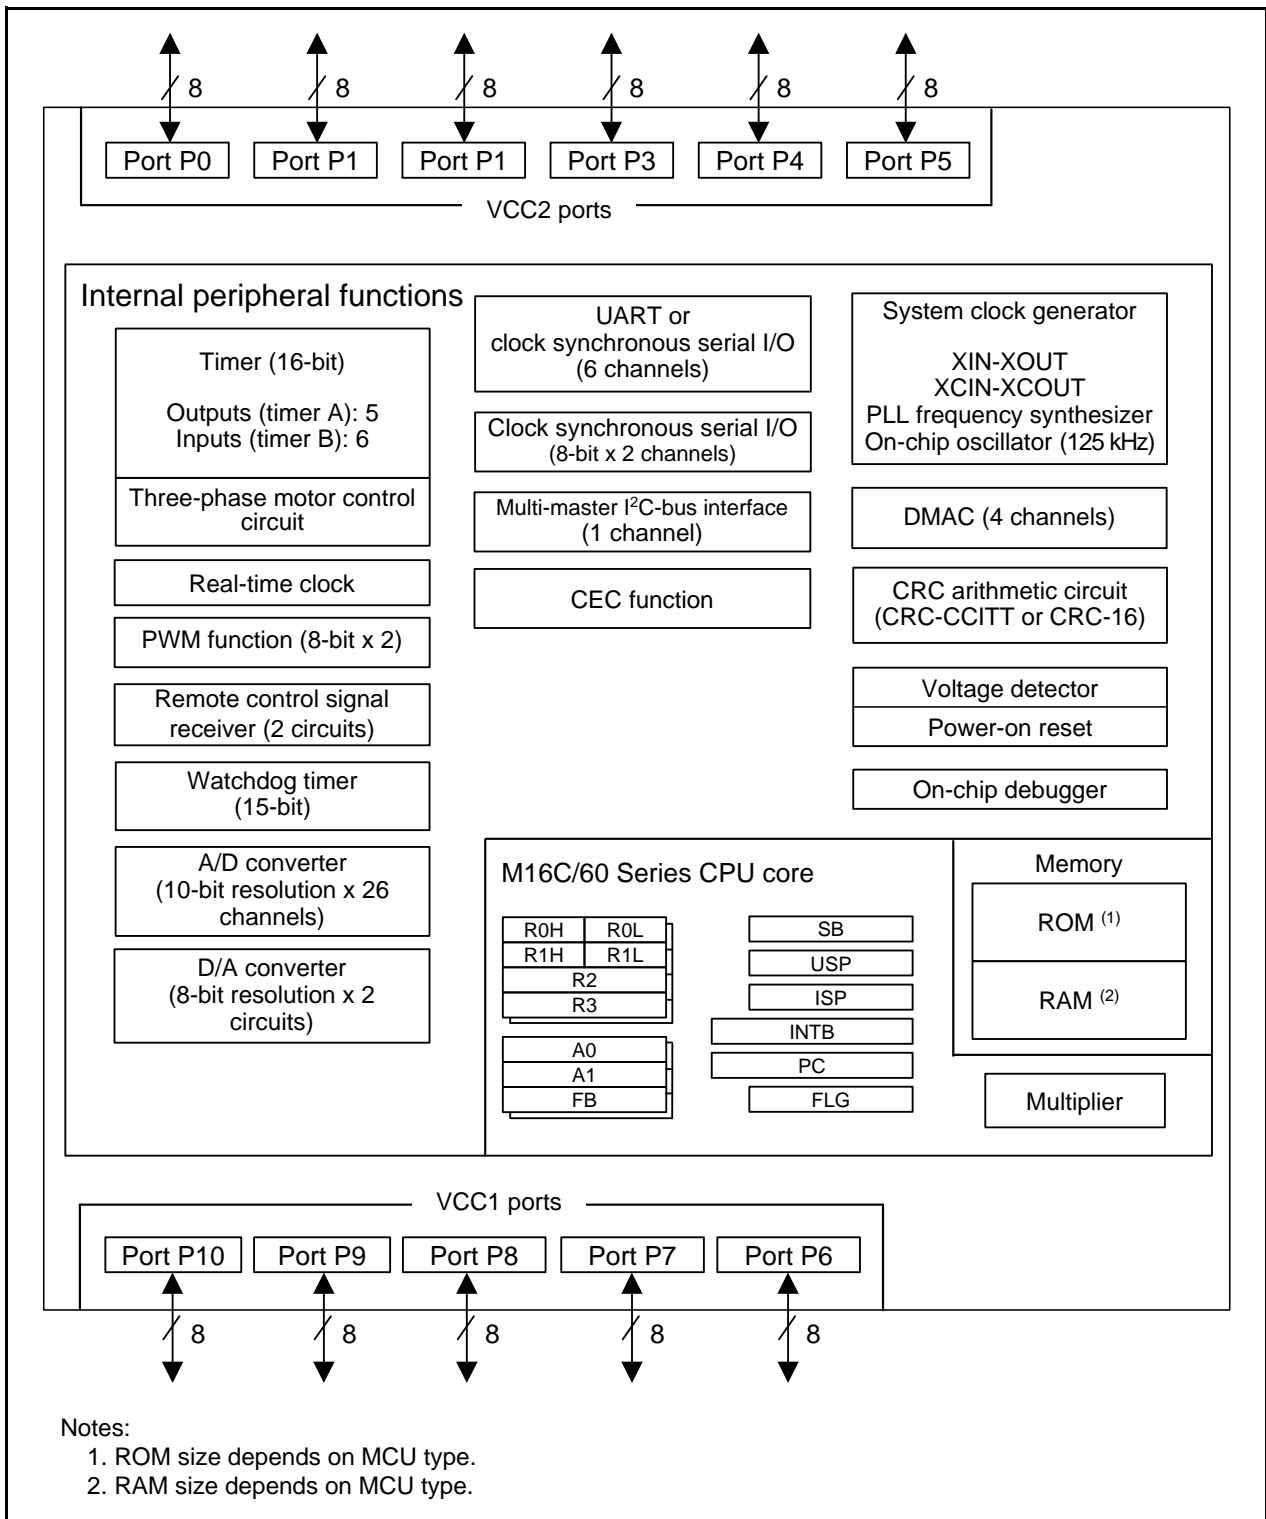 8 8 8 8 8 8
Port P0 Port P1 Port P1 Port P3 Port P4 Port P5
VCC2 ports
Internal peripheral functions
Timer (16-bit)
Outputs (timer A): 5
Inputs (timer B): 6
Three-phase motor control
circuit
Real-time clock
PWM function (8-bit x 2)
Remote control signal
receiver (2 circuits)
Watchdog timer
(15-bit)
A/D converter
(10-bit resolution x 26
channels)
D/A converter
(8-bit resolution x 2
circuits)
UART or
clock synchronous serial I/O
(6 channels)
Clock synchronous serial I/O
(8-bit x 2 channels)
Multi-master I²C-bus interface
(1 channel)
CEC function
System clock generator
XIN-XOUT
XCIN-XCOUT
PLL frequency synthesizer
On-chip oscillator (125 kHz)
DMAC (4 channels)
CRC arithmetic circuit
(CRC-CCITT or CRC-16)
Voltage detector
Power-on reset
On-chip debugger
M16C/60 Series CPU core
R0H R0L
R1H R1L
R2
R3
A0
A1
FB
SB
USP
ISP
INTB
PC
FLG
Memory
ROM (1)
RAM (2)
Multiplier
VCC1 ports
Port P10 Port P9 Port P8 Port P7 Port P6
8 8 8 8 8
Notes:
1. ROM size depends on MCU type.
2. RAM size depends on MCU type.